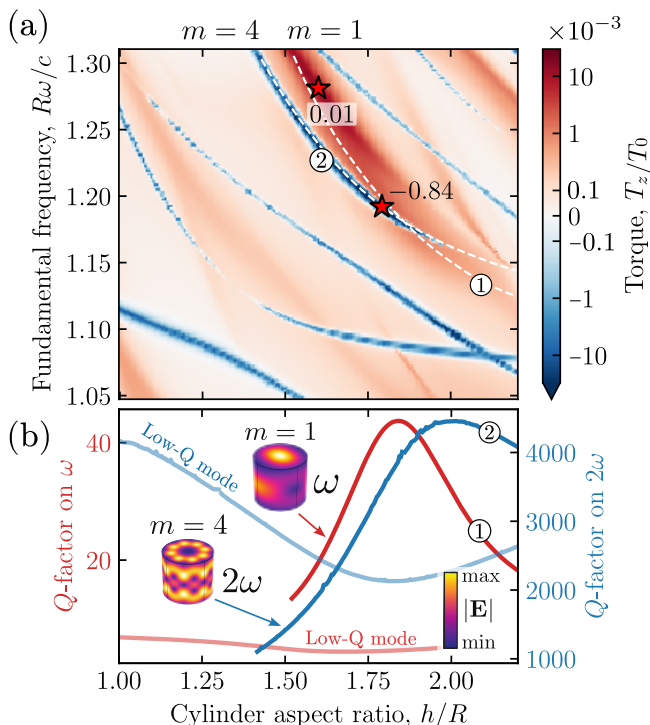 (a)
m = 4 m = 1
×10⁻³
1.30
1.25
1.20
1.15
1.10
1.05
Fundamental frequency, Rω/c
0.01
②
−0.84
①
10
1
0.1
0
−0.1
−1
−10
Torque, T_z/T_0
(b)
40
20
Q-factor on ω
Low-Q mode
m = 1
ω
m = 4
2ω
②
①
Low-Q mode
max
|E|
min
4000
3000
2000
1000
Q-factor on 2ω
1.00 1.25 1.50 1.75 2.00
Cylinder aspect ratio, h/R